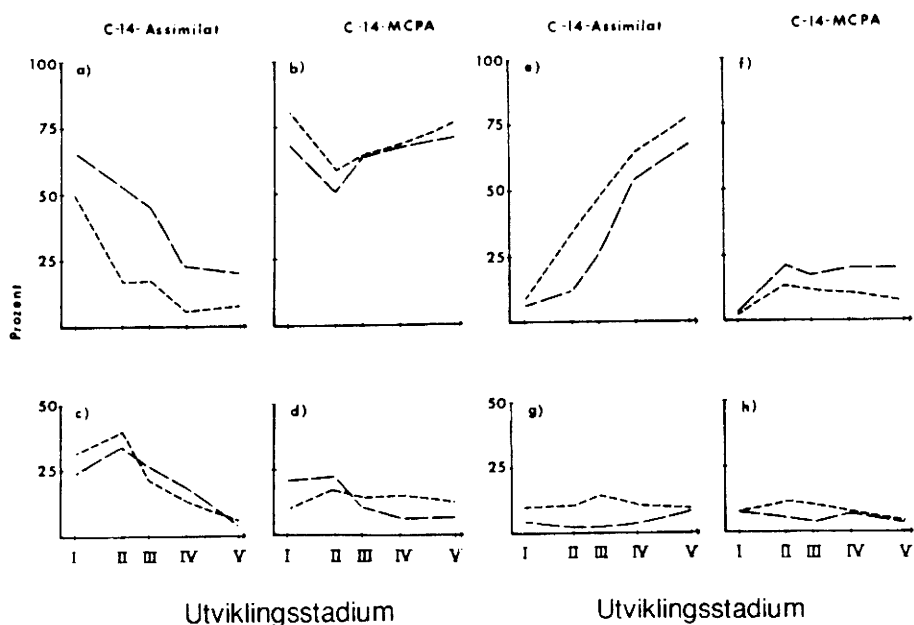 C-14-Assimilat C-14-MCPA C-14-Assimilat C-14-MCPA
100 a) b) 100 e) f)
75 75
50 50
25 25
Prozent
50 c) d) 50 g) h)
25 25
I II III IV V I II III IV V I II III IV V I II III IV V
Utviklingsstadium Utviklingsstadium